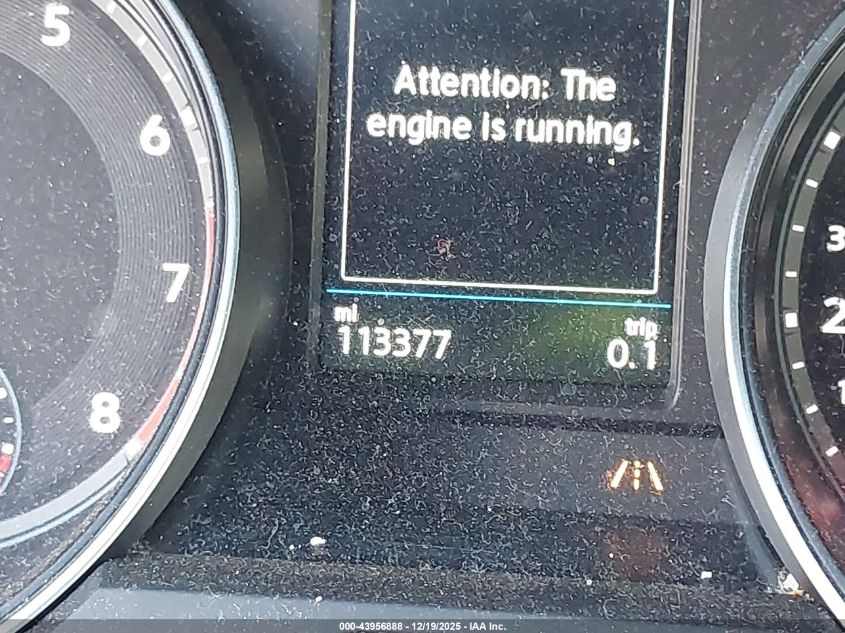 5
6
7
8
Attention: The
engine is running.
mi
113377
trip
0.1
3
2
1
000-43956888 - 12/19/2025 - IAA Inc.